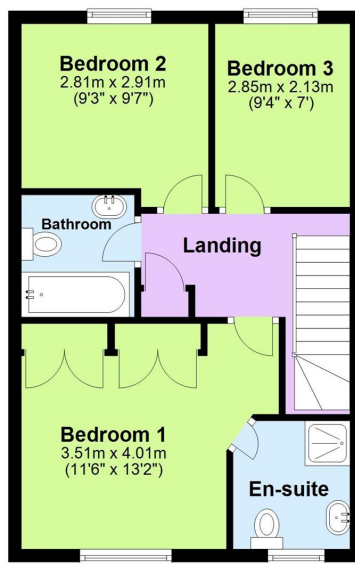 Bedroom 2
2.81m x 2.91m
(9'3" x 9'7")
Bedroom 3
2.85m x 2.13m
(9'4" x 7')
Bathroom
Landing
Bedroom 1
3.51m x 4.01m
(11'6" x 13'2")
En-suite